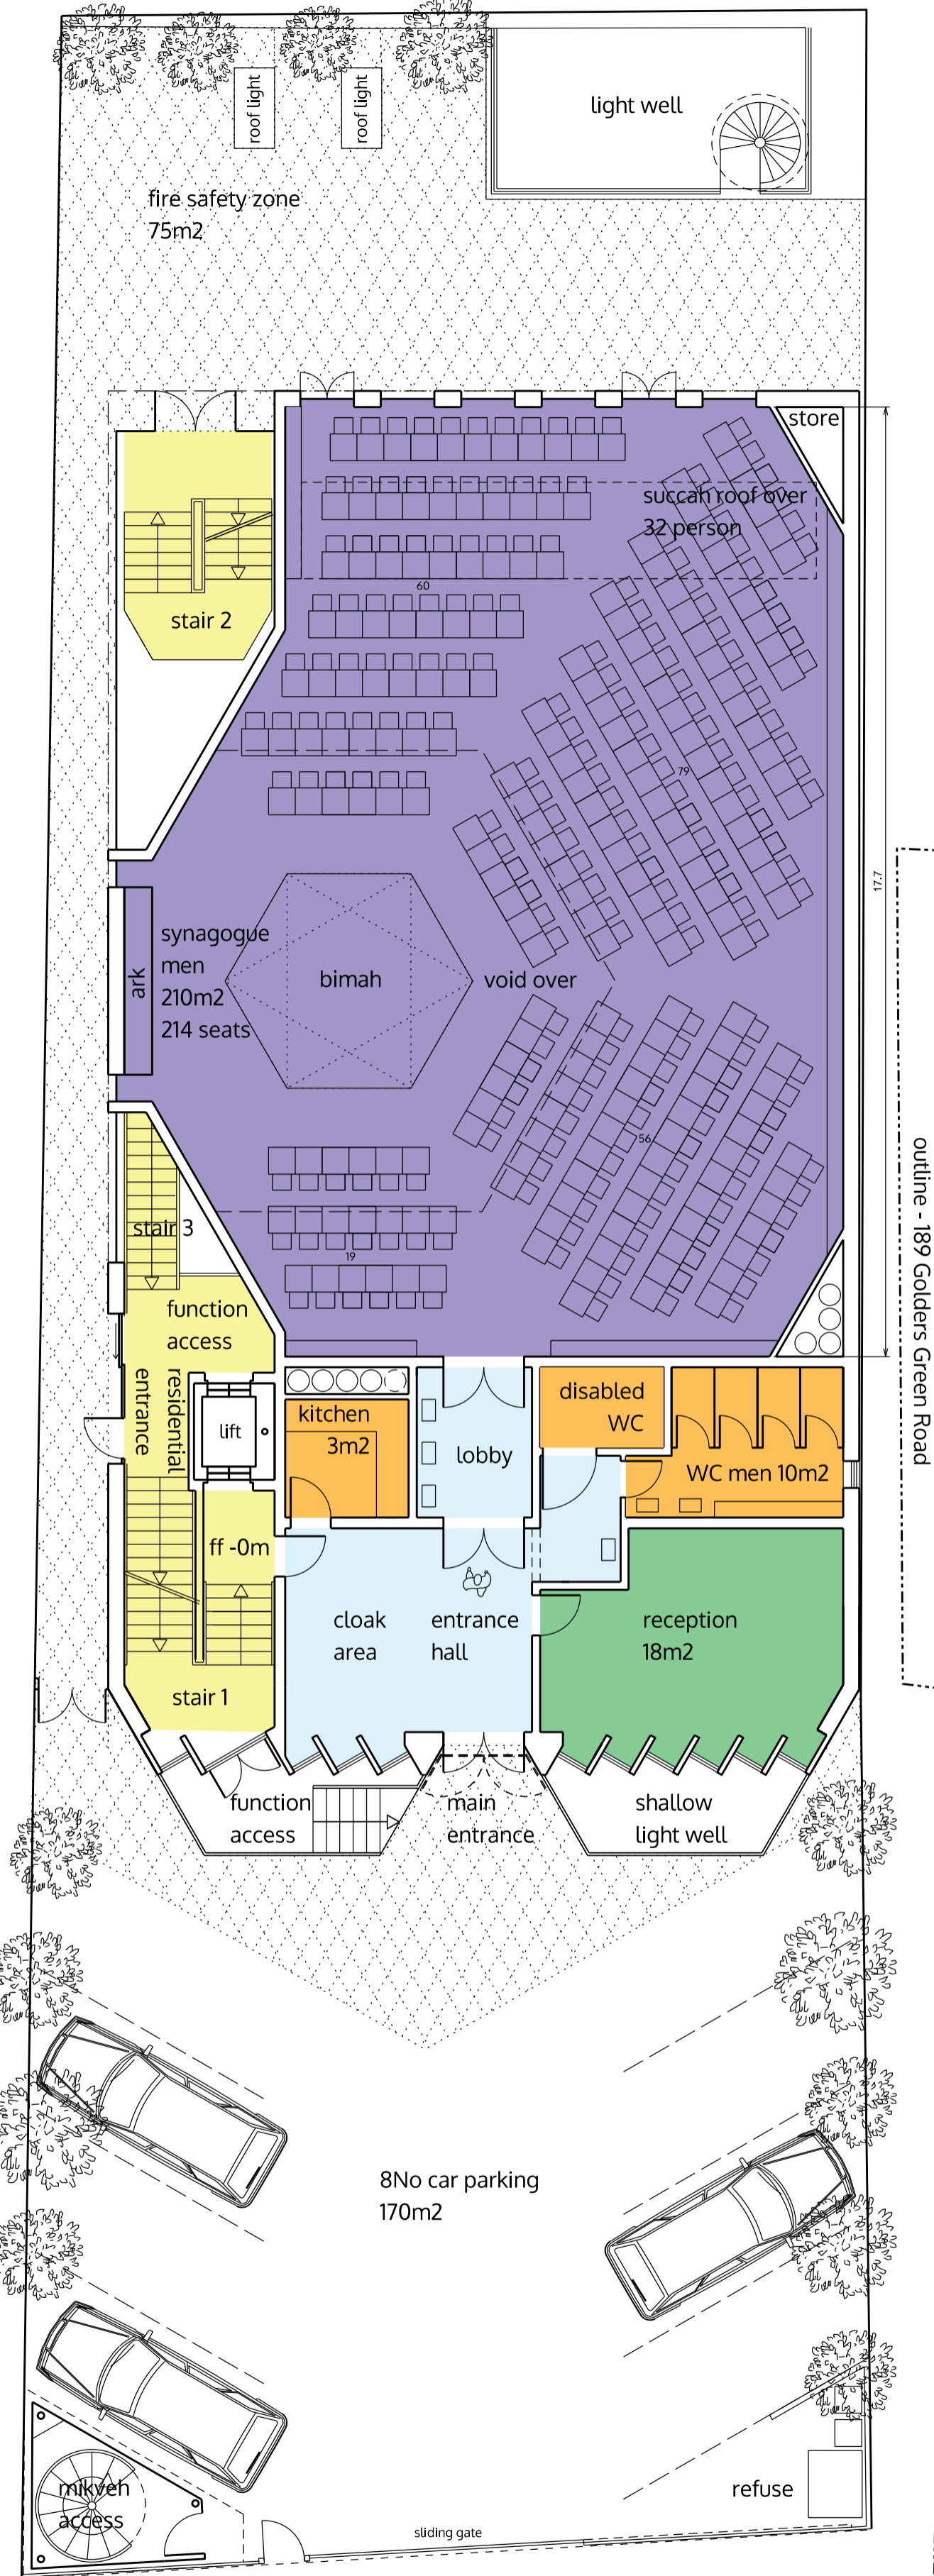 roof light
roof light
light well
fire safety zone
75m2
store
succah roof over
32 person
60
stair 2
79
17.7
synagogue
men
210m2
214 seats
ark
bimah
void over
56
outline - 189 Golders Green Road
stair 3
19
function
access
residential
entrance
lift
kitchen
3m2
lobby
disabled
WC
WC men 10m2
ff -0m
cloak
area
entrance
hall
reception
18m2
stair 1
function
access
main
entrance
shallow
light well
8No car parking
170m2
mikveh
access
refuse
sliding gate